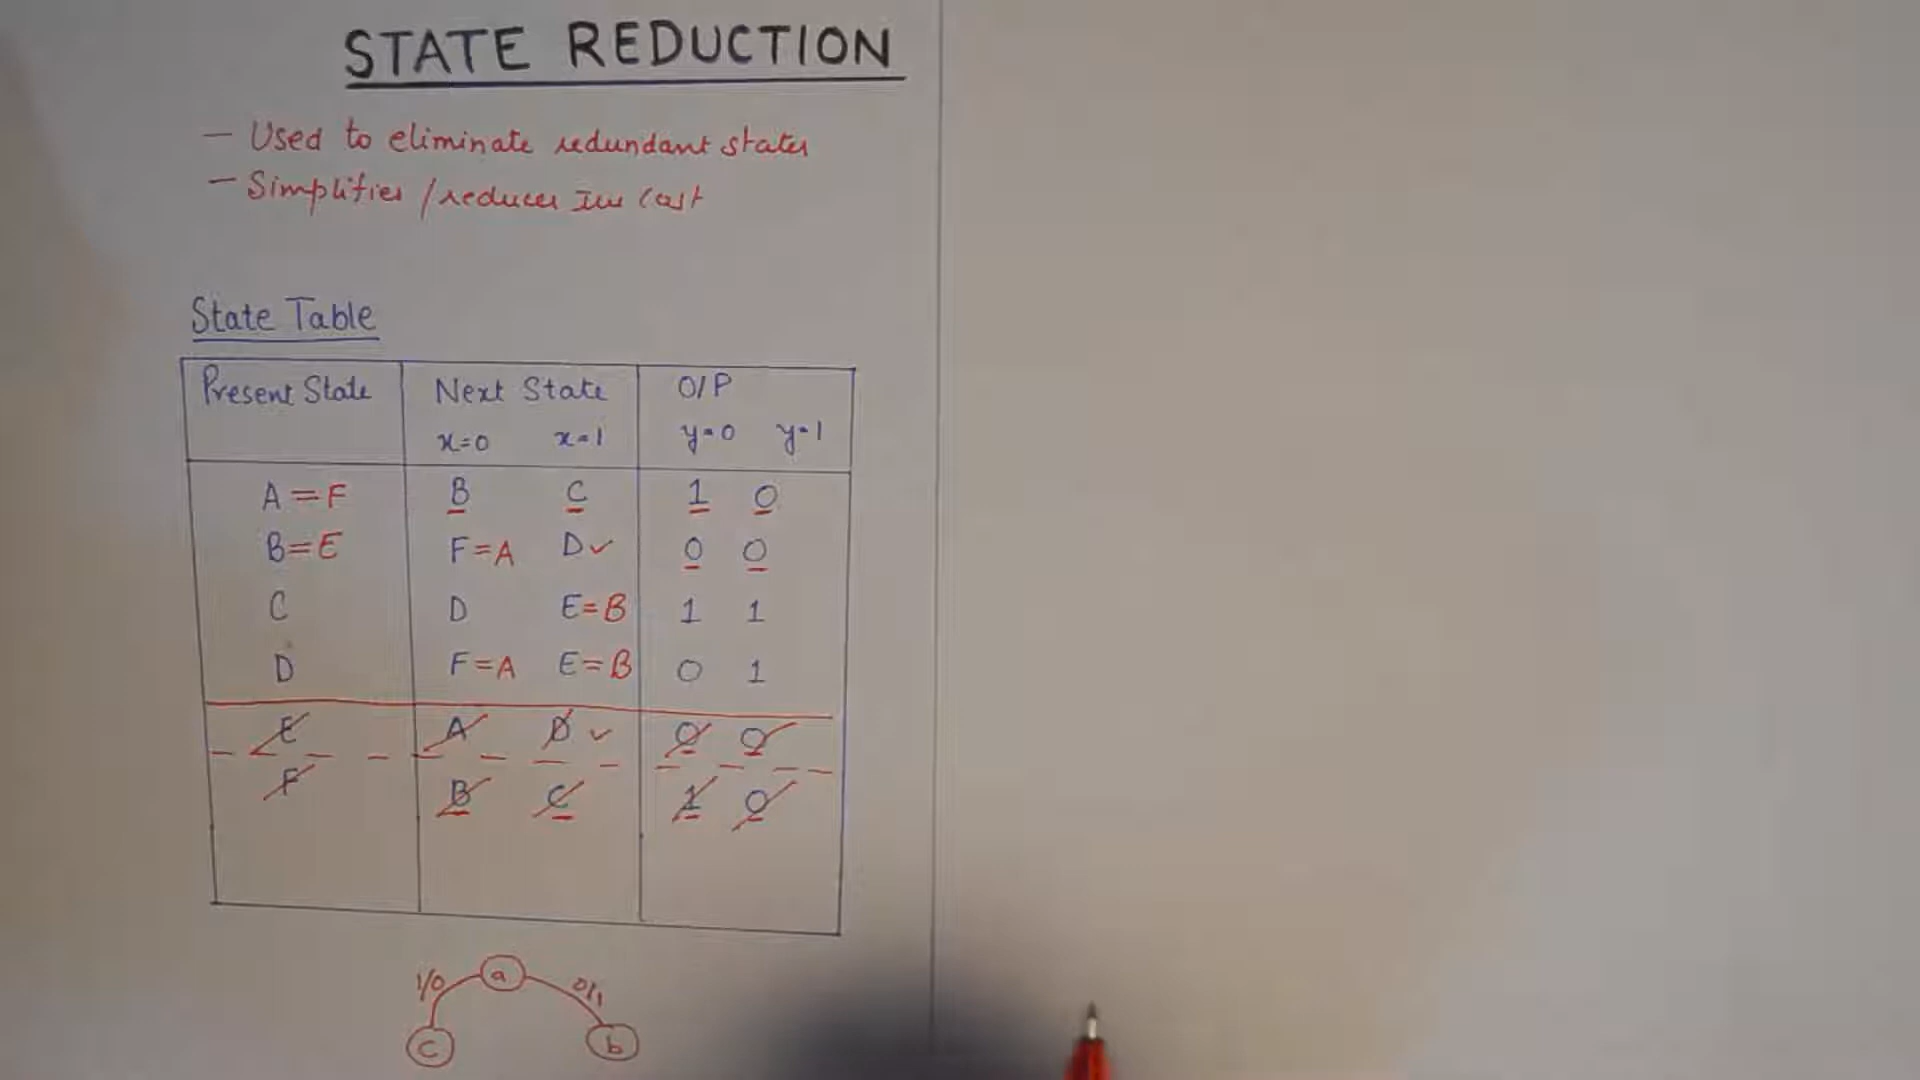 STATE REDUCTION
— Used to eliminate redundant states
— Simplifies / reduces cost
State Table
Present State Next State O/P
x=0 x=1 y=0 y=1
A = F B C 1 0
B = E F = A D ✓ 0 0
C D E = B 1 1
D F = A E = B 0 1
E A D ✓ 0 0
F B C 1 0
1/0 a 0/1
c b